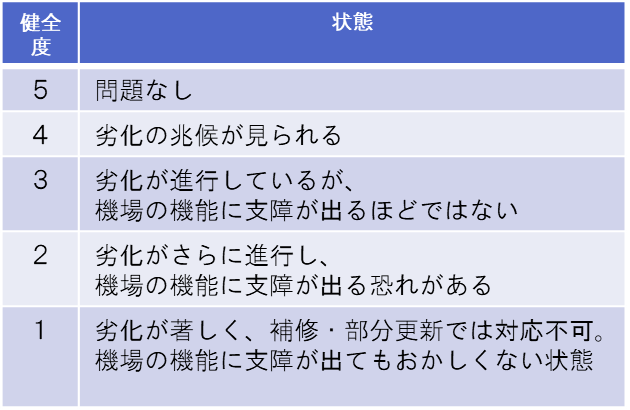 健全
度
状態
5
問題なし
4
劣化の兆候が見られる
3
劣化が進行しているが、
機場の機能に支障が出るほどではない
2
劣化がさらに進行し、
機場の機能に支障が出る恐れがある
1
劣化が著しく、補修・部分更新では対応不可。
機場の機能に支障が出てもおかしくない状態